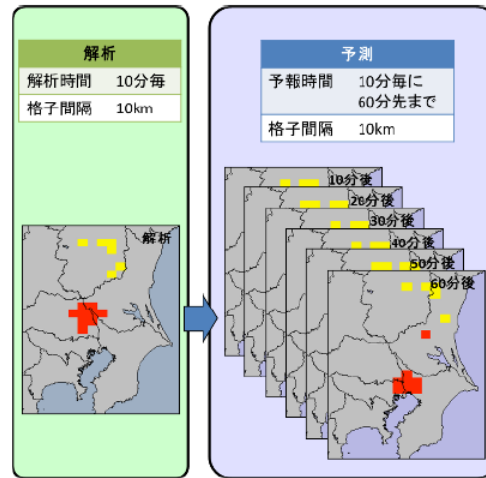 解析
解析時間 10分毎
格子間隔 10km
解析
予測
予報時間 10分毎に
60分先まで
格子間隔 10km
10分後
20分後
30分後
40分後
50分後
60分後